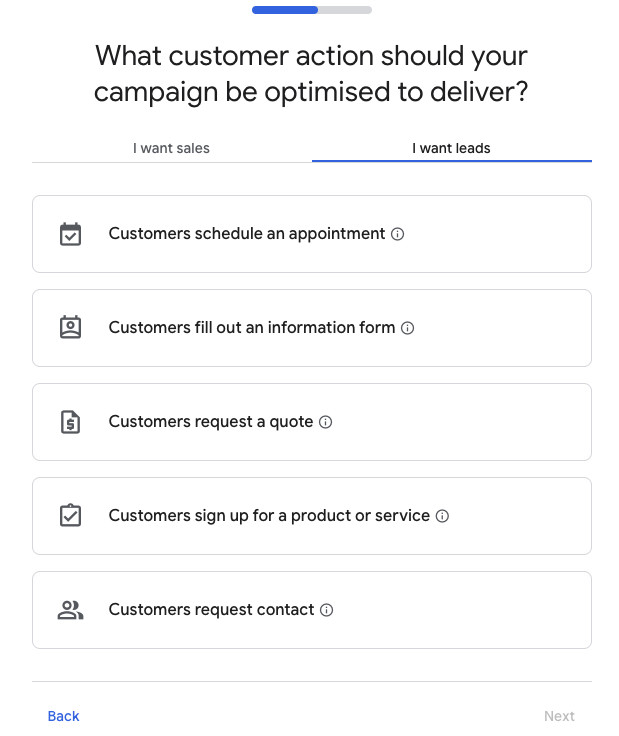 What customer action should your
campaign be optimised to deliver?
I want sales
I want leads
Customers schedule an appointment
Customers fill out an information form
Customers request a quote
Customers sign up for a product or service
Customers request contact
Back
Next